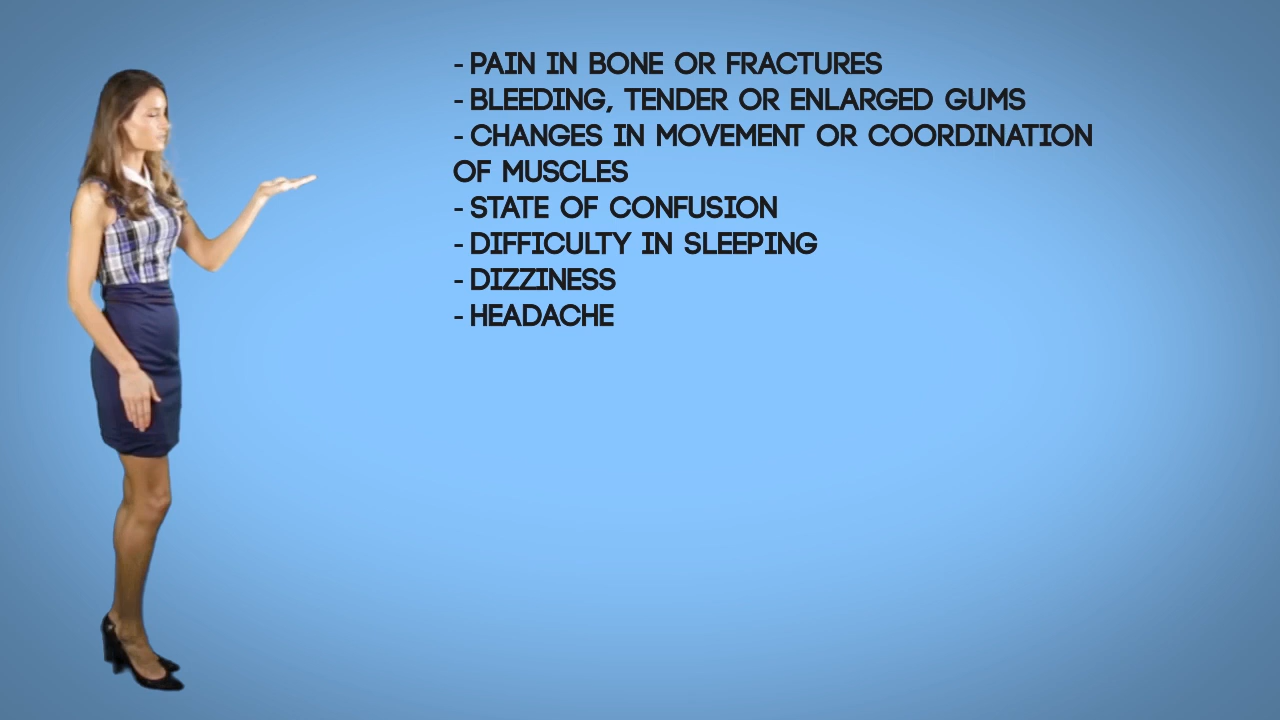 - PAIN IN BONE OR FRACTURES
- BLEEDING, TENDER OR ENLARGED GUMS
- CHANGES IN MOVEMENT OR COORDINATION
OF MUSCLES
- STATE OF CONFUSION
- DIFFICULTY IN SLEEPING
- DIZZINESS
- HEADACHE